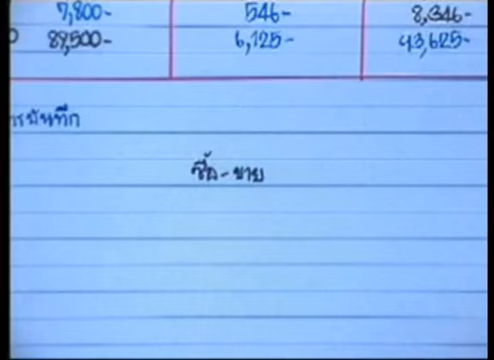 7,800- 546- 8,346-
89,500- 6,125- 43,625-
ารบันทึก
ซื้อ-ขาย